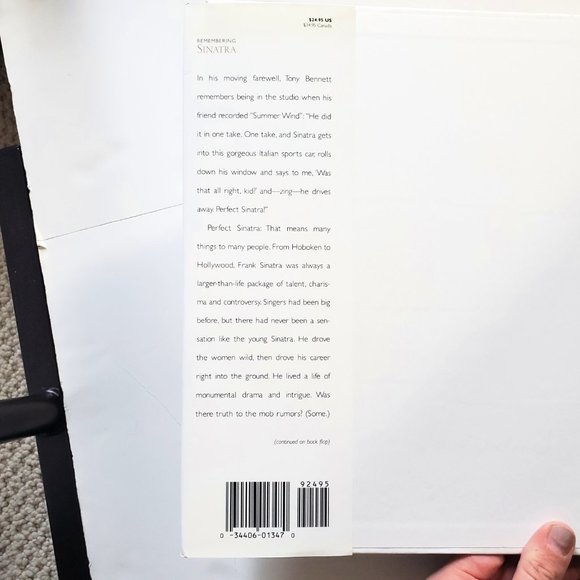 $24.95 US
$34.95 Canada
REMEMBERING
SINATRA
In his moving farewell, Tony Bennett
remembers being in the studio when his
friend recorded "Summer Wind": "He did
it in one take. One take, and Sinatra gets
into this gorgeous Italian sports car, rolls
down his window and says to me, 'Was
that all right, kid?' and—zing—he drives
away. Perfect Sinatra!"
Perfect Sinatra: That means many
things to many people. From Hoboken to
Hollywood, Frank Sinatra was always a
larger-than-life package of talent, charis-
ma and controversy. Singers had been big
before, but there had never been a sen-
sation like the young Sinatra. He drove
the women wild, then drove his career
right into the ground. He lived a life of
monumental drama and intrigue. Was
there truth to the mob rumors? (Some.)
(continued on back flap)
92495
0 34406-01347 0